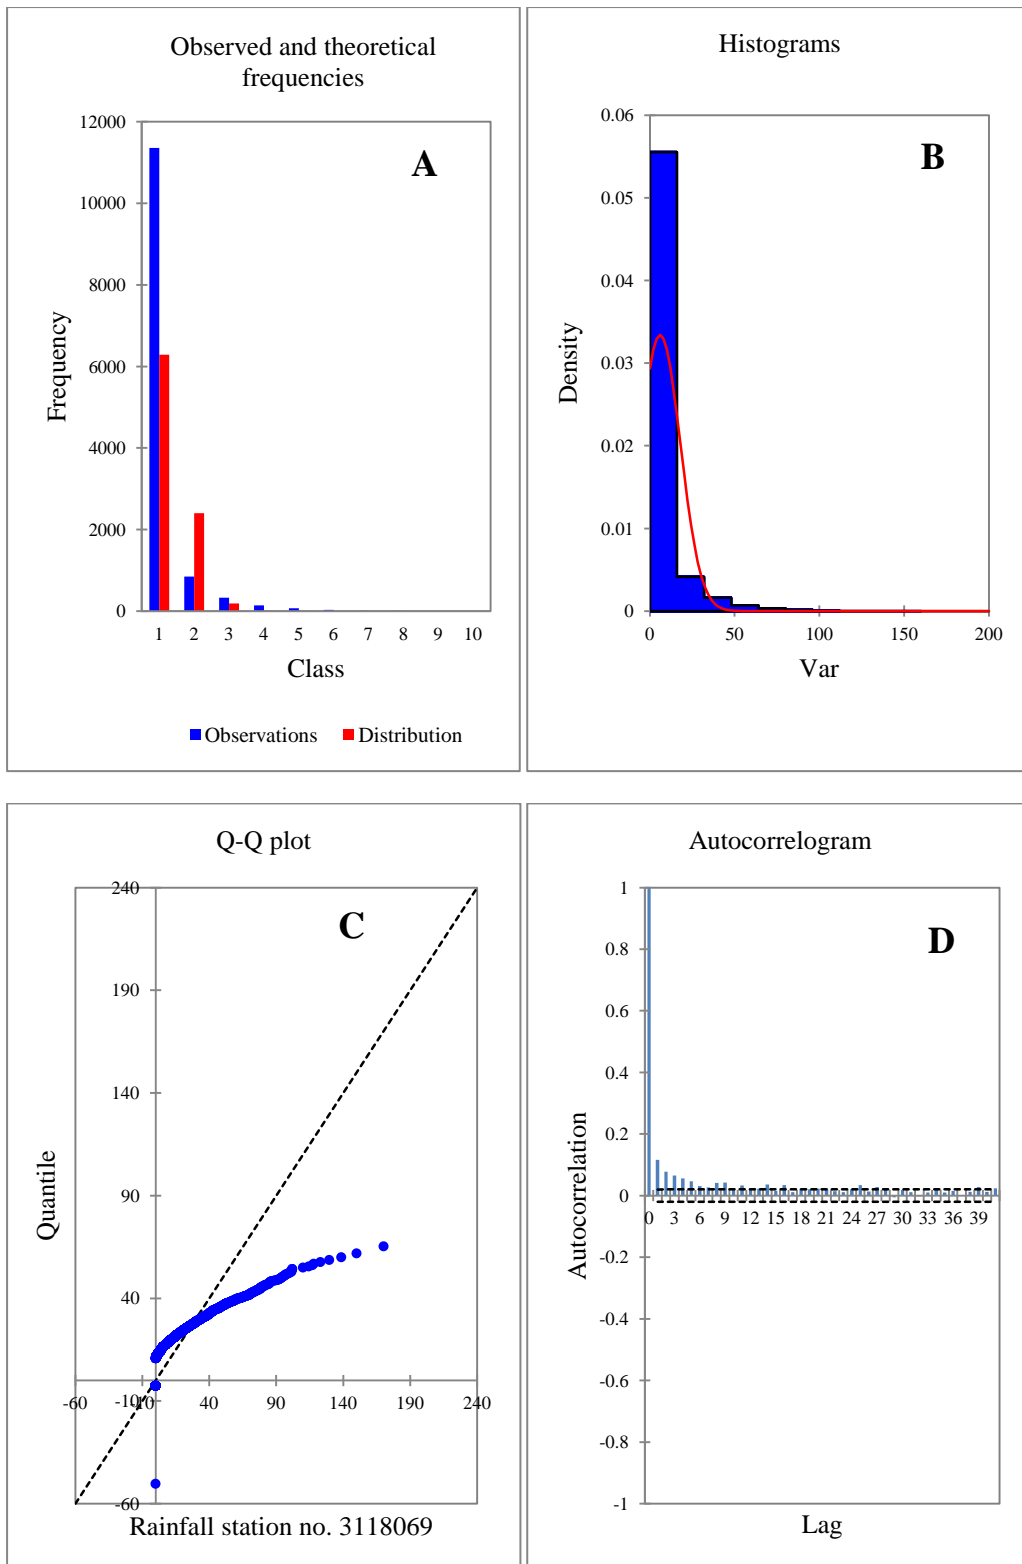 Observed and theoretical
frequencies
A
12000
10000
8000
6000
4000
2000
0
Frequency
1 2 3 4 5 6 7 8 9 10
Class
Observations Distribution
Histograms
B
0.06
0.05
0.04
0.03
0.02
0.01
0
Density
0 50 100 150 200
Var
Q-Q plot
C
240
190
140
90
40
-10
-60
Quantile
-60 -10 40 90 140 190 240
Rainfall station no. 3118069
Autocorrelogram
D
1
0.8
0.6
0.4
0.2
0
-0.2
-0.4
-0.6
-0.8
-1
Autocorrelation
0 3 6 9 12 15 18 21 24 27 30 33 36 39
Lag